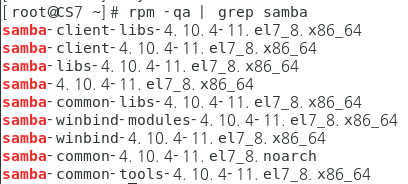 [root@CS7 ~]# rpm -qa | grep samba
samba-client-libs-4.10.4-11.el7_8.x86_64
samba-client-4.10.4-11.el7_8.x86_64
samba-libs-4.10.4-11.el7_8.x86_64
samba-4.10.4-11.el7_8.x86_64
samba-common-libs-4.10.4-11.el7_8.x86_64
samba-winbind-modules-4.10.4-11.el7_8.x86_64
samba-winbind-4.10.4-11.el7_8.x86_64
samba-common-4.10.4-11.el7_8.noarch
samba-common-tools-4.10.4-11.el7_8.x86_64